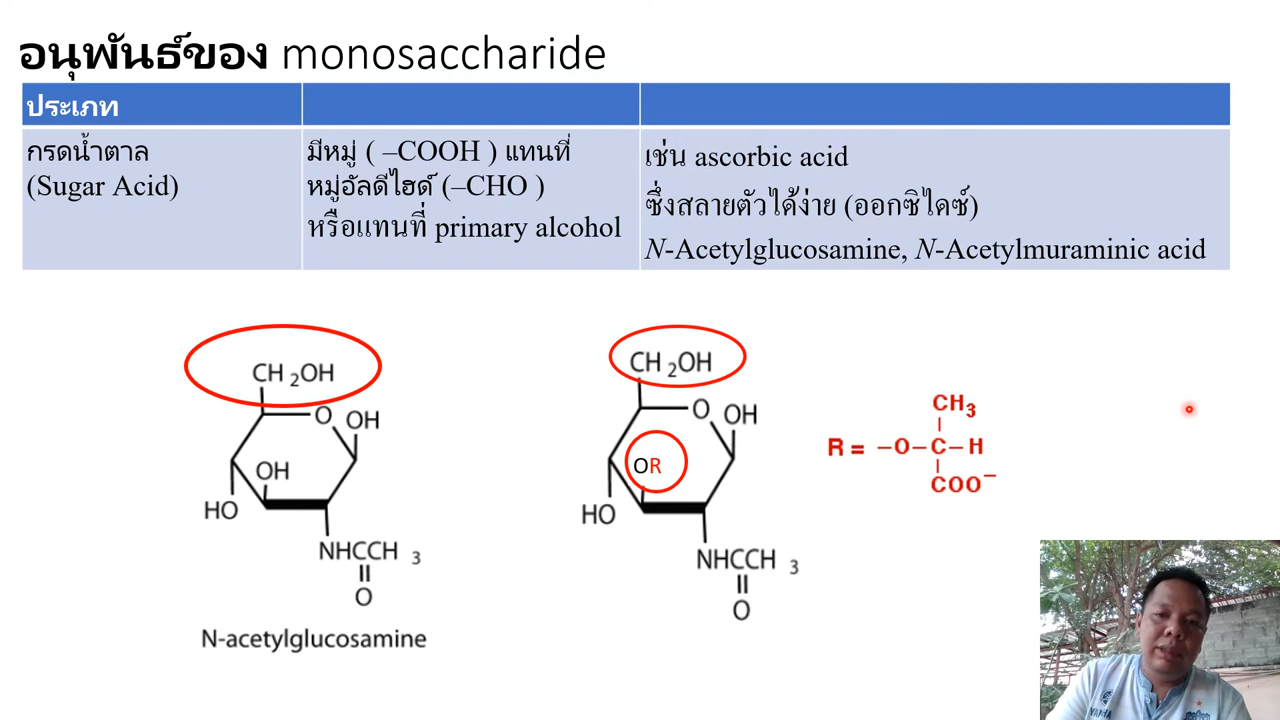 อนุพันธ์ของ monosaccharide
ประเภท
กรดน้ำตาล
(Sugar Acid)
มีหมู่ ( –COOH ) แทนที่
หมู่อัลดีไฮด์ (–CHO )
หรือแทนที่ primary alcohol
เช่น ascorbic acid
ซึ่งสลายตัวได้ง่าย (ออกซิไดซ์)
N-Acetylglucosamine, N-Acetylmuraminic acid
CH 2OH
O OH
OH
HO
NHCCH 3
O
N-acetylglucosamine
CH 2OH
O OH
OR
HO
NHCCH 3
O
CH3
R = –O–C–H
COO–